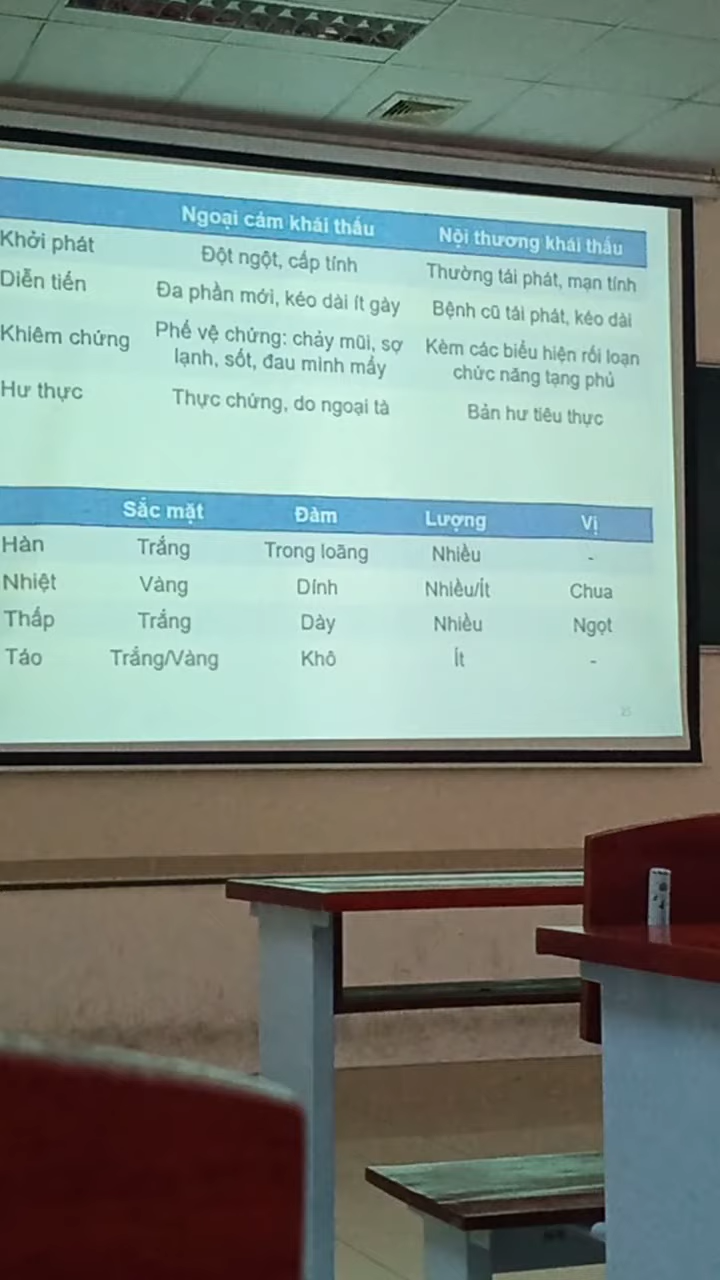 Ngoại cảm khái thấu Nội thương khái thấu
Khởi phát Đột ngột, cấp tính Thường tái phát, mạn tính
Diễn tiến Đa phần mới, kéo dài ít gày Bệnh cũ tái phát, kéo dài
Khiêm chứng Phế vệ chứng: chảy mũi, sợ lạnh, sốt, đau mình mẩy Kèm các biểu hiện rối loạn chức năng tạng phủ
Hư thực Thực chứng, do ngoại tà Bản hư tiêu thực
Sắc mặt Đàm Lượng Vị
Hàn Trắng Trong loãng Nhiều -
Nhiệt Vàng Dính Nhiều/Ít Chua
Thấp Trắng Dày Nhiều Ngọt
Táo Trắng/Vàng Khô Ít -